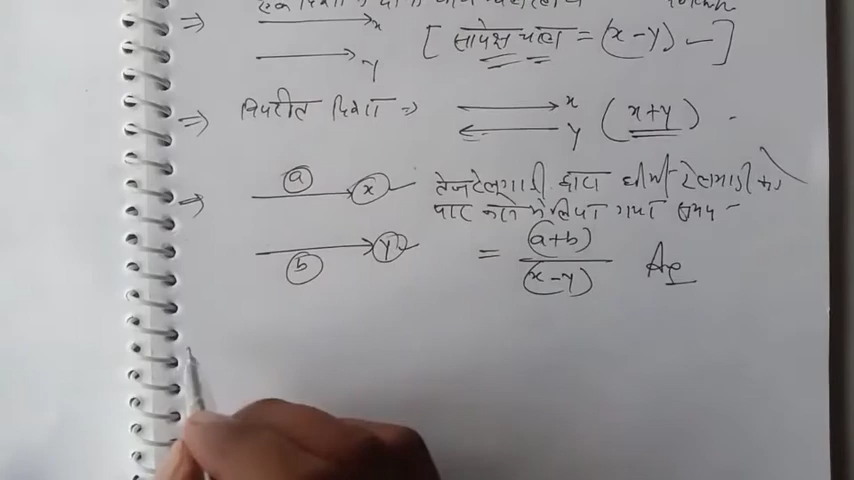 ⇒ x
y [ सापेक्ष चाल = (x-y) ]
⇒ विपरीत दिशा ⇒ x
y (x+y)
⇒ a x तेज रेलगाड़ी द्वारा धीमी रेलगाड़ी को
पार करने में लिया गया समय -
b y = (a+b)
(x-y) Ans